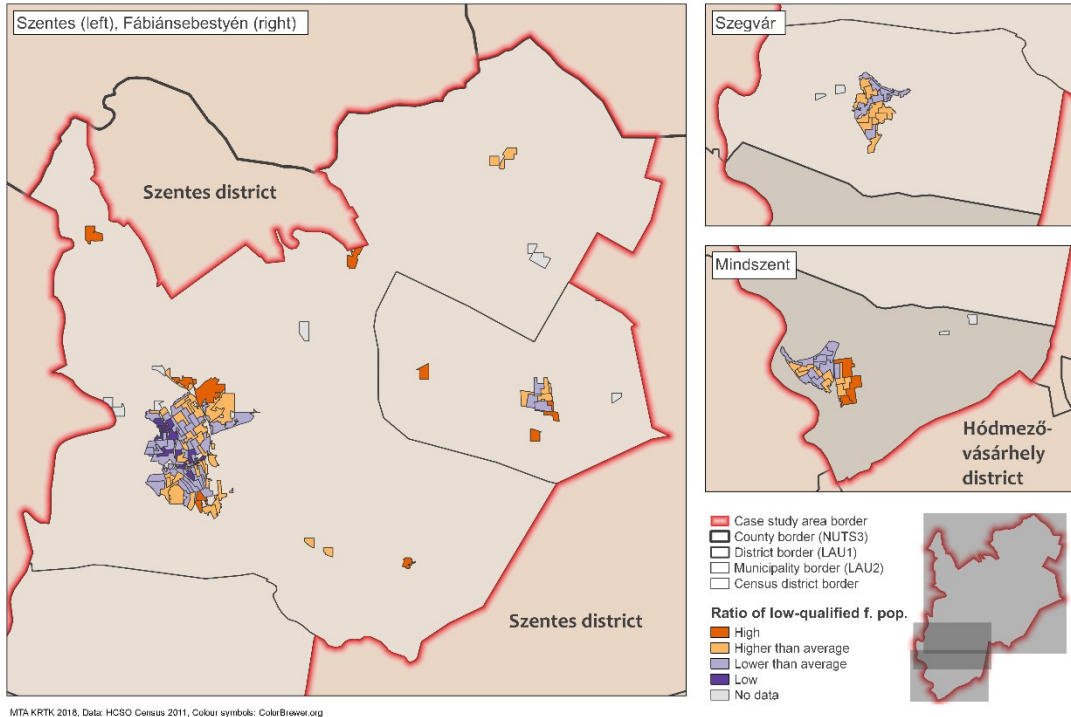 Szentes (left), Fábiánsebestyén (right)
Szentes district
Szentes district
Szegvár
Mindszent
Hódmező-
vásárhely
district
Case study area border
County border (NUTS3)
District border (LAU1)
Municipality border (LAU2)
Census district border
Ratio of low-qualified f. pop.
High
Higher than average
Lower than average
Low
No data
MTA KRTK 2018, Data: HCSO Census 2011, Colour symbols: ColorBrewer.org